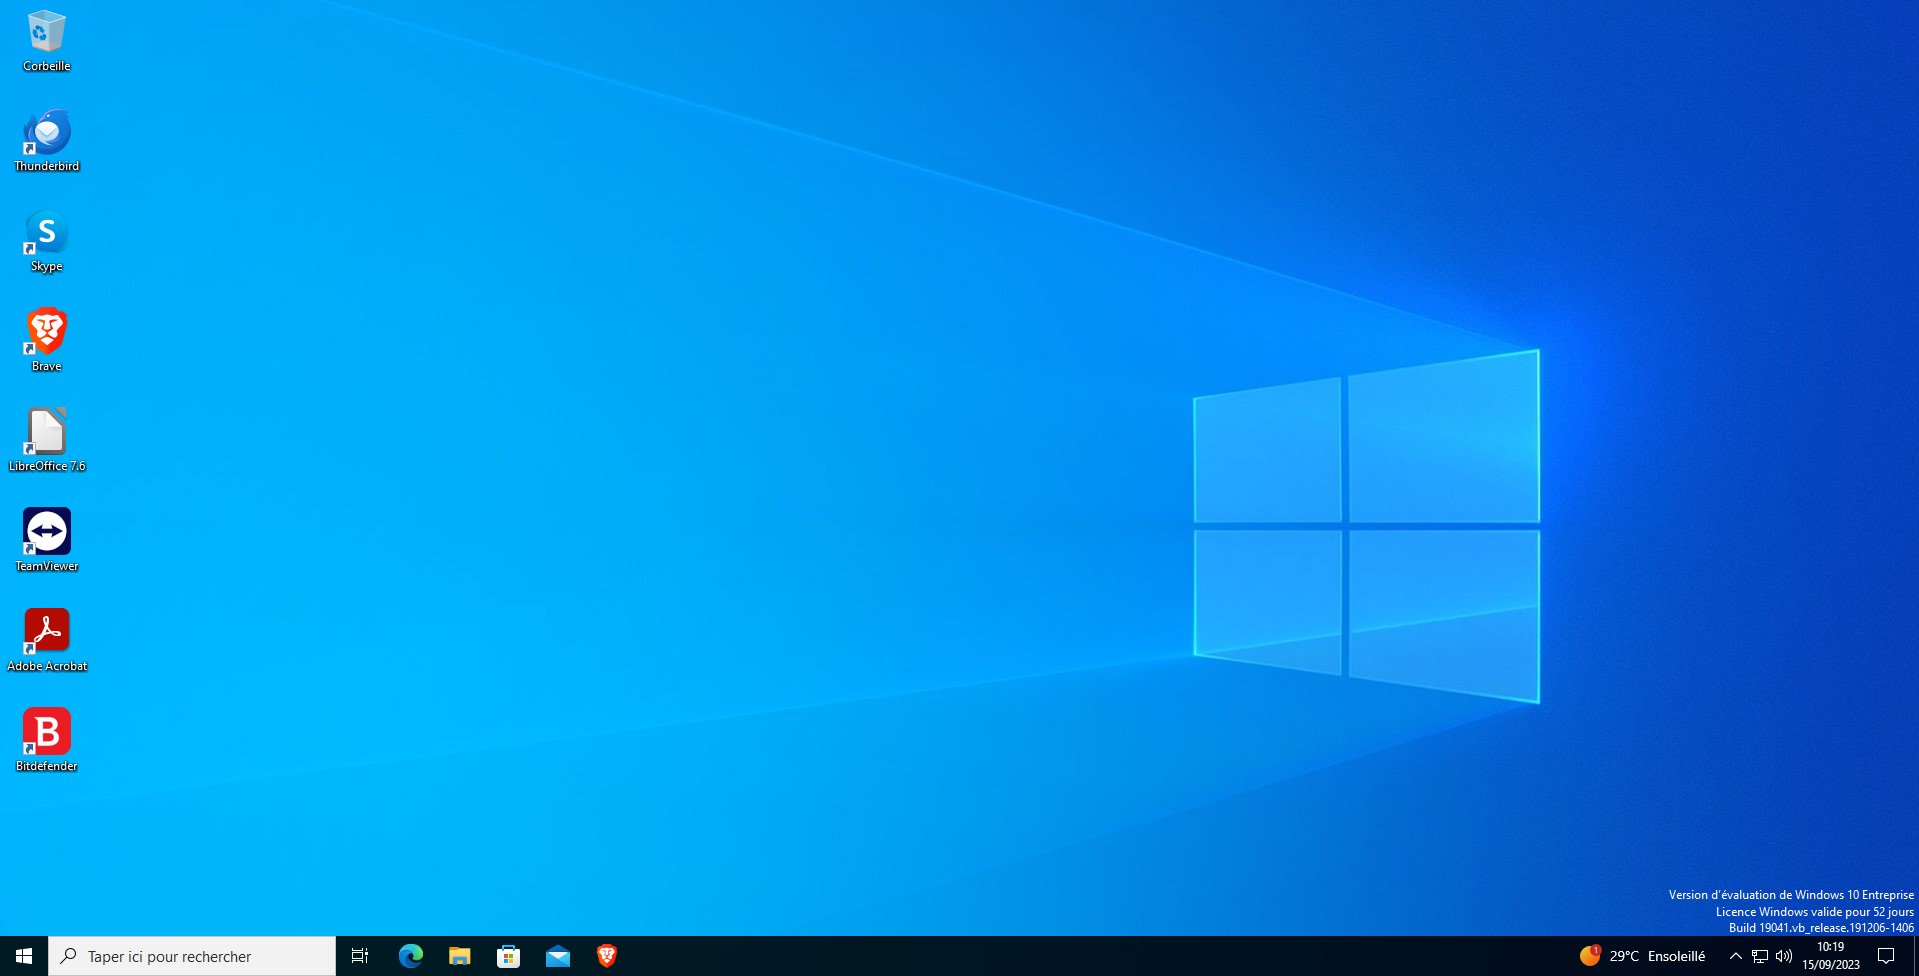 Corbeille
Thunderbird
S
Skype
Brave
LibreOffice 7.6
TeamViewer
Adobe Acrobat
B
Bitdefender
Version d'évaluation de Windows 10 Entreprise
Licence Windows valide pour 52 jours
Build 19041.vb_release.191206-1406
Taper ici pour rechercher
1
29°C Ensoleillé
10:19
15/09/2023